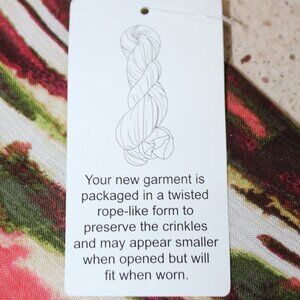 Your new garment is
packaged in a twisted
rope-like form to
preserve the crinkles
and may appear smaller
when opened but will
fit when worn.